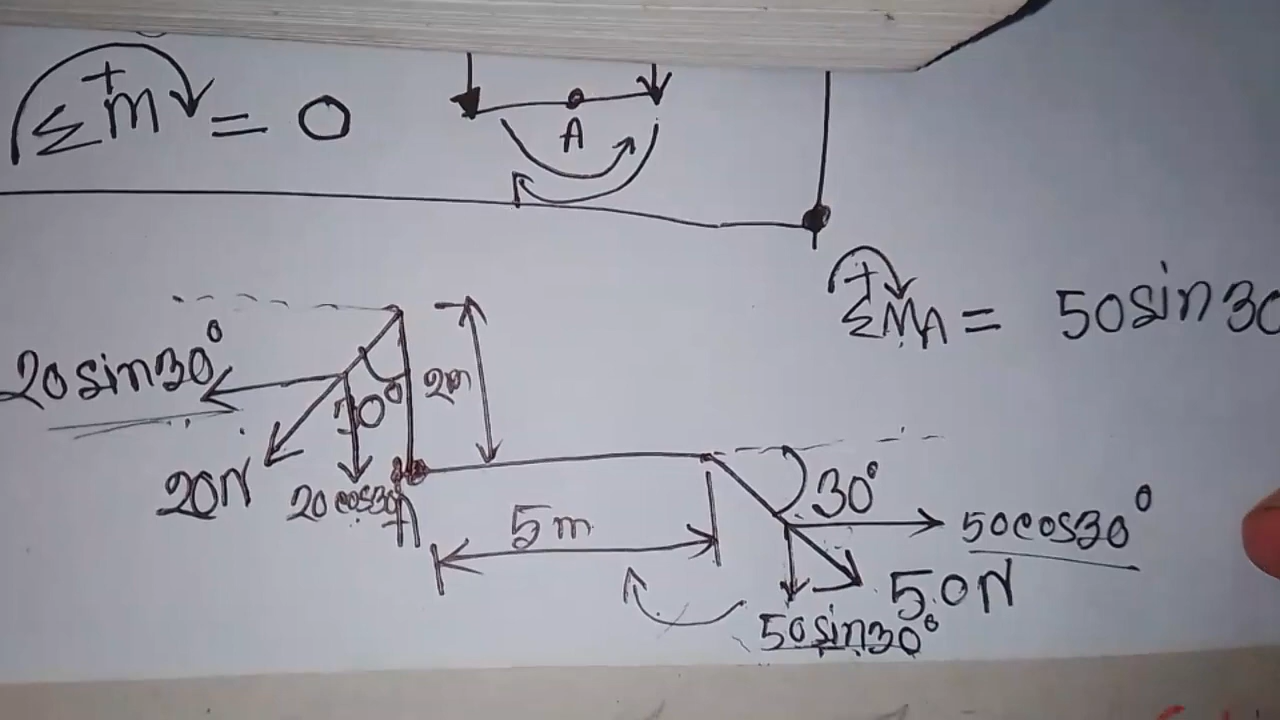 +
ΣM = 0
A
+
ΣMA = 50sin30
20sin30°
2m
30°
20N
20cos30
A
5m
30°
50cos30°
50N
50sin30°